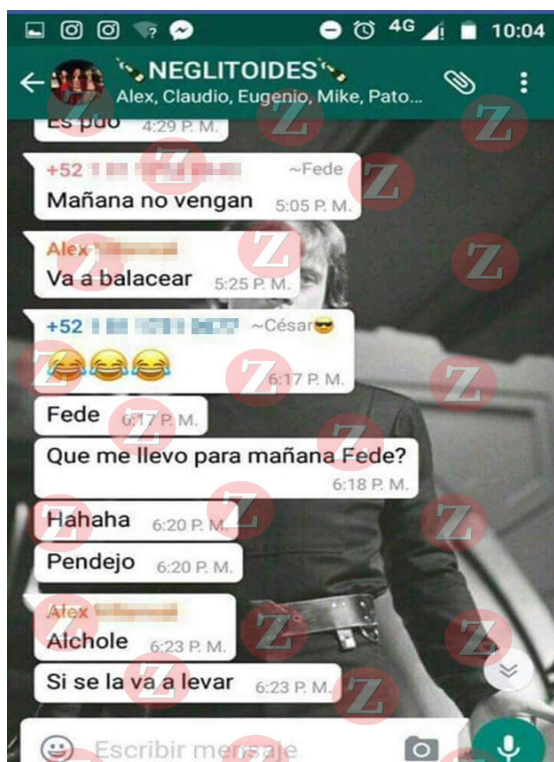 4G 10:04
NEGLITOIDES
Alex, Claudio, Eugenio, Mike, Pato...
Es puo 4:29 P. M.
+52 ~Fede
Mañana no vengan 5:05 P. M.
Alex
Va a balacear 5:25 P. M.
+52 ~César
6:17 P. M.
Fede 6:17 P. M.
Que me llevo para mañana Fede?
6:18 P. M.
Hahaha 6:20 P. M.
Pendejo 6:20 P. M.
Alex
Alchole 6:23 P. M.
Si se la va a levar 6:23 P. M.
Escribir mensaje